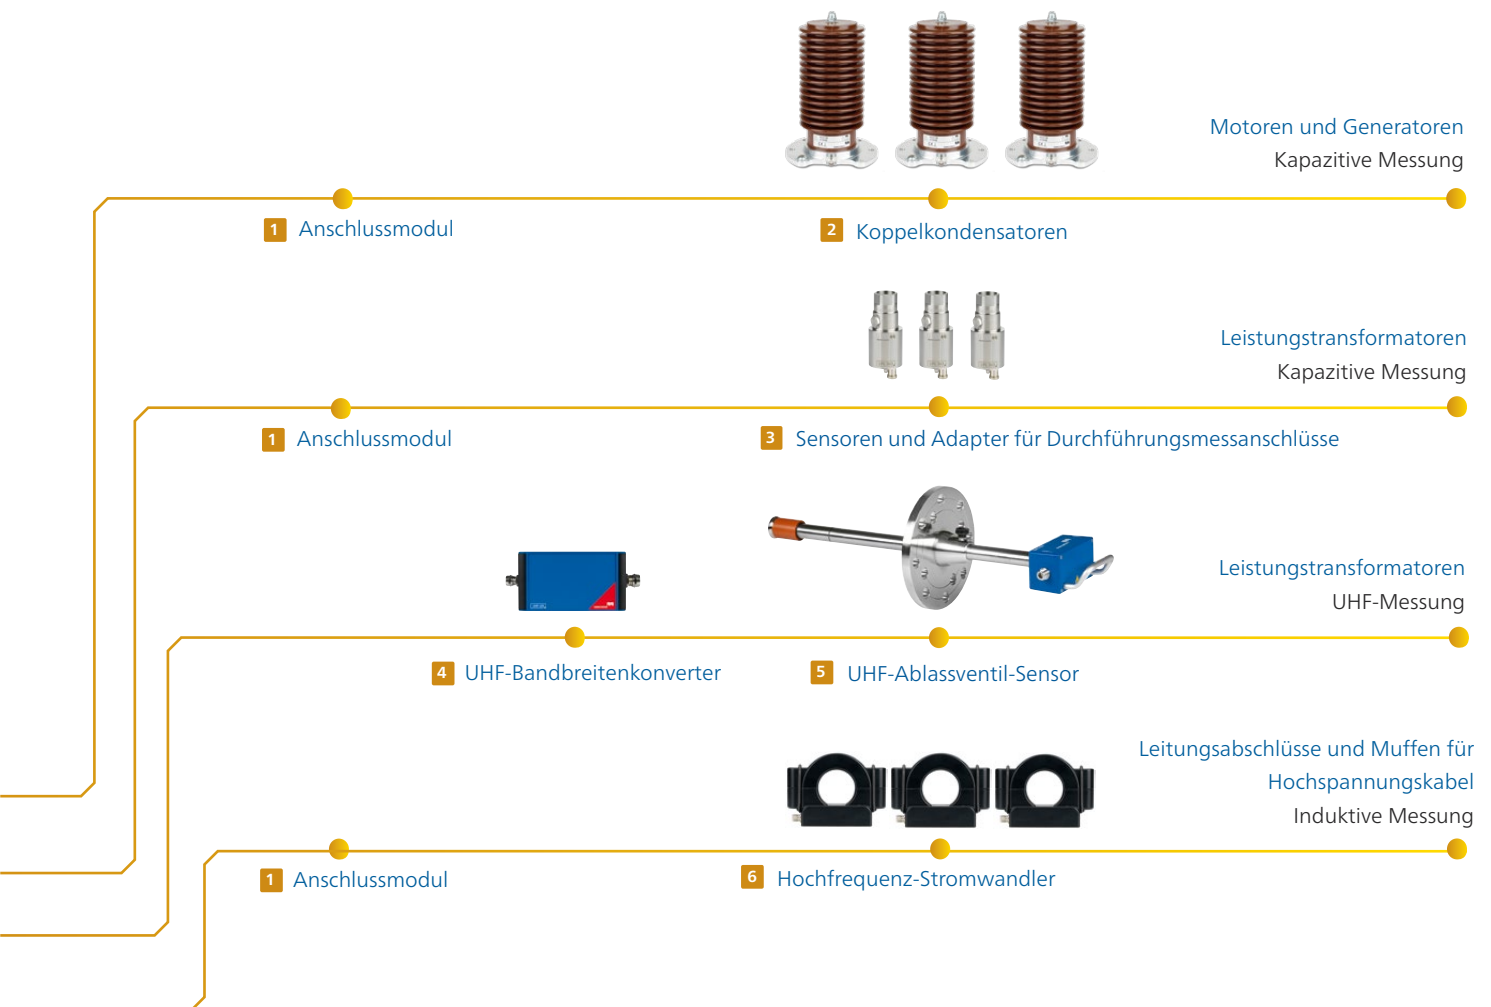 Motoren und Generatoren
Kapazitive Messung
1 Anschlussmodul
2 Koppelkondensatoren
Leistungstransformatoren
Kapazitive Messung
1 Anschlussmodul
3 Sensoren und Adapter für Durchführungsmessanschlüsse
Leistungstransformatoren
UHF-Messung
4 UHF-Bandbreitenkonverter
5 UHF-Ablassventil-Sensor
Leitungsabschlüsse und Muffen für
Hochspannungskabel
Induktive Messung
1 Anschlussmodul
6 Hochfrequenz-Stromwandler